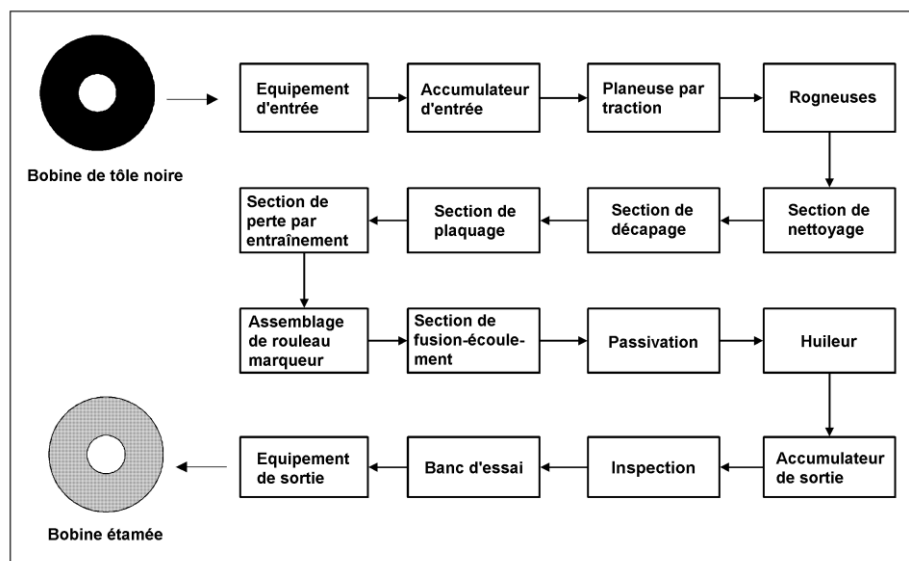 Bobine de tôle noire
Equipement
d'entrée
Accumulateur
d'entrée
Planeuse par
traction
Rogneuses
Section de
nettoyage
Section de
décapage
Section de
plaquage
Section de
perte par
entraînement
Assemblage
de rouleau
marqueur
Section de
fusion-écoule-
ment
Passivation
Huileur
Accumulateur
de sortie
Inspection
Banc d'essai
Equipement
de sortie
Bobine étamée